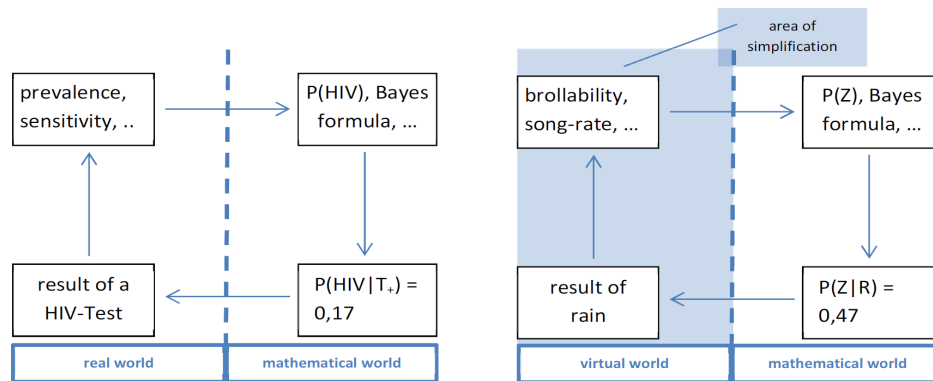 area of
simplification
prevalence,
sensitivity, ..
P(HIV), Bayes
formula, ...
brollability,
song-rate, ...
P(Z), Bayes
formula, ...
result of a
HIV-Test
P(HIV|T₊) =
0,17
result of
rain
P(Z|R) =
0,47
real world
mathematical world
virtual world
mathematical world